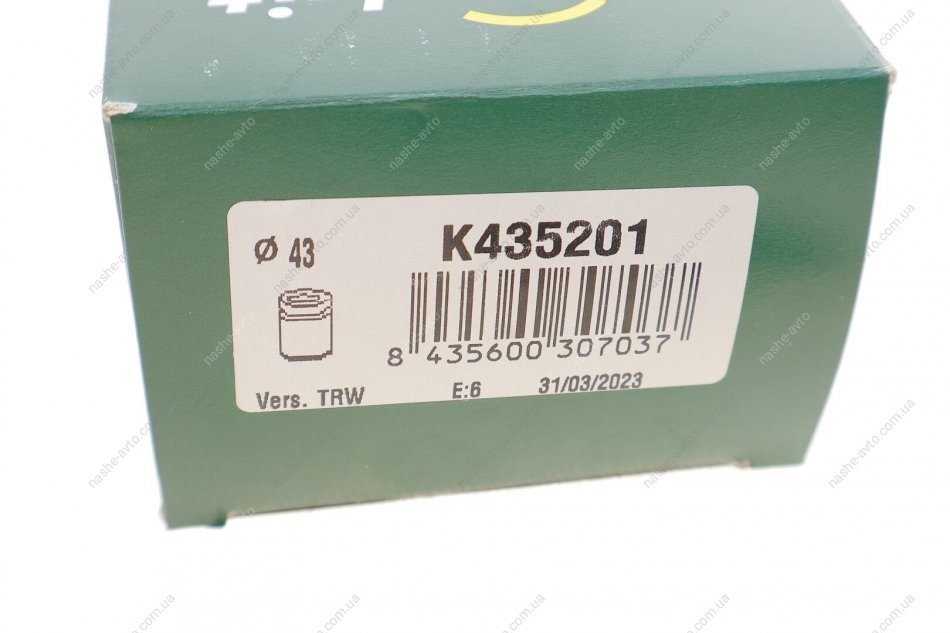 Ø 43
K435201
8 435600 307037
Vers. TRW
E:6
31/03/2023
nashe-avto.com.ua